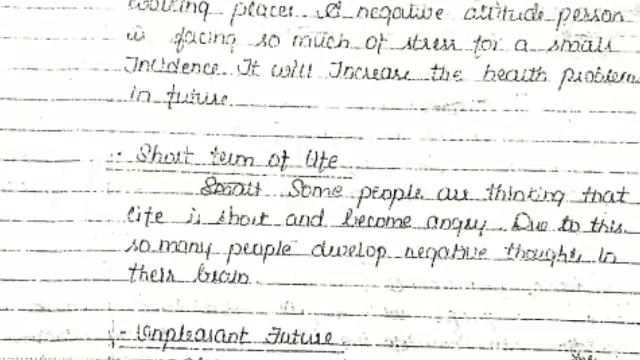 working places. A negative attitude person
is facing so much of stress for a small
Incidence. It will Increase the health problem
in future.
:- Short term of life
Small Some people are thinking that
life is short and become angry. Due to this
so many people develop negative thoughts In
their brain.
:- Unpleasant Future